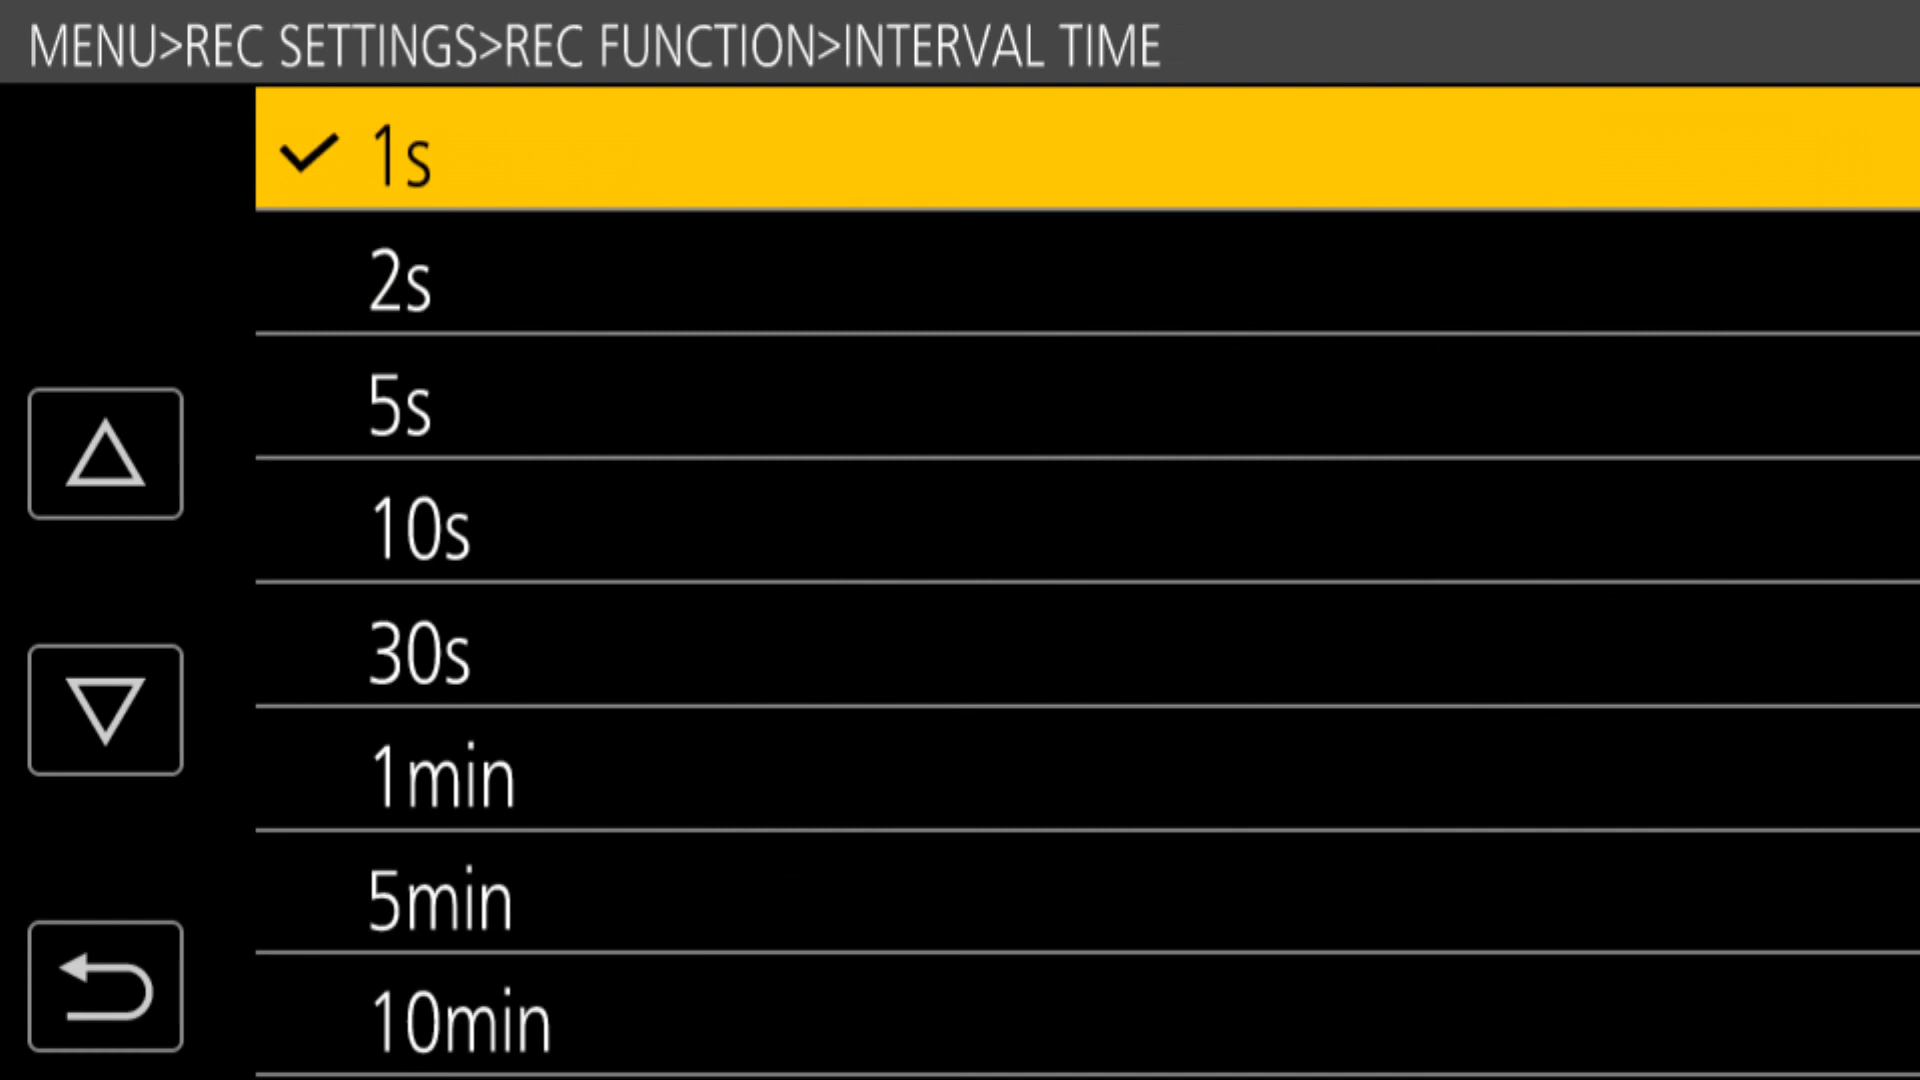 MENU>REC SETTINGS>REC FUNCTION>INTERVAL TIME
1s
2s
5s
10s
30s
1min
5min
10min